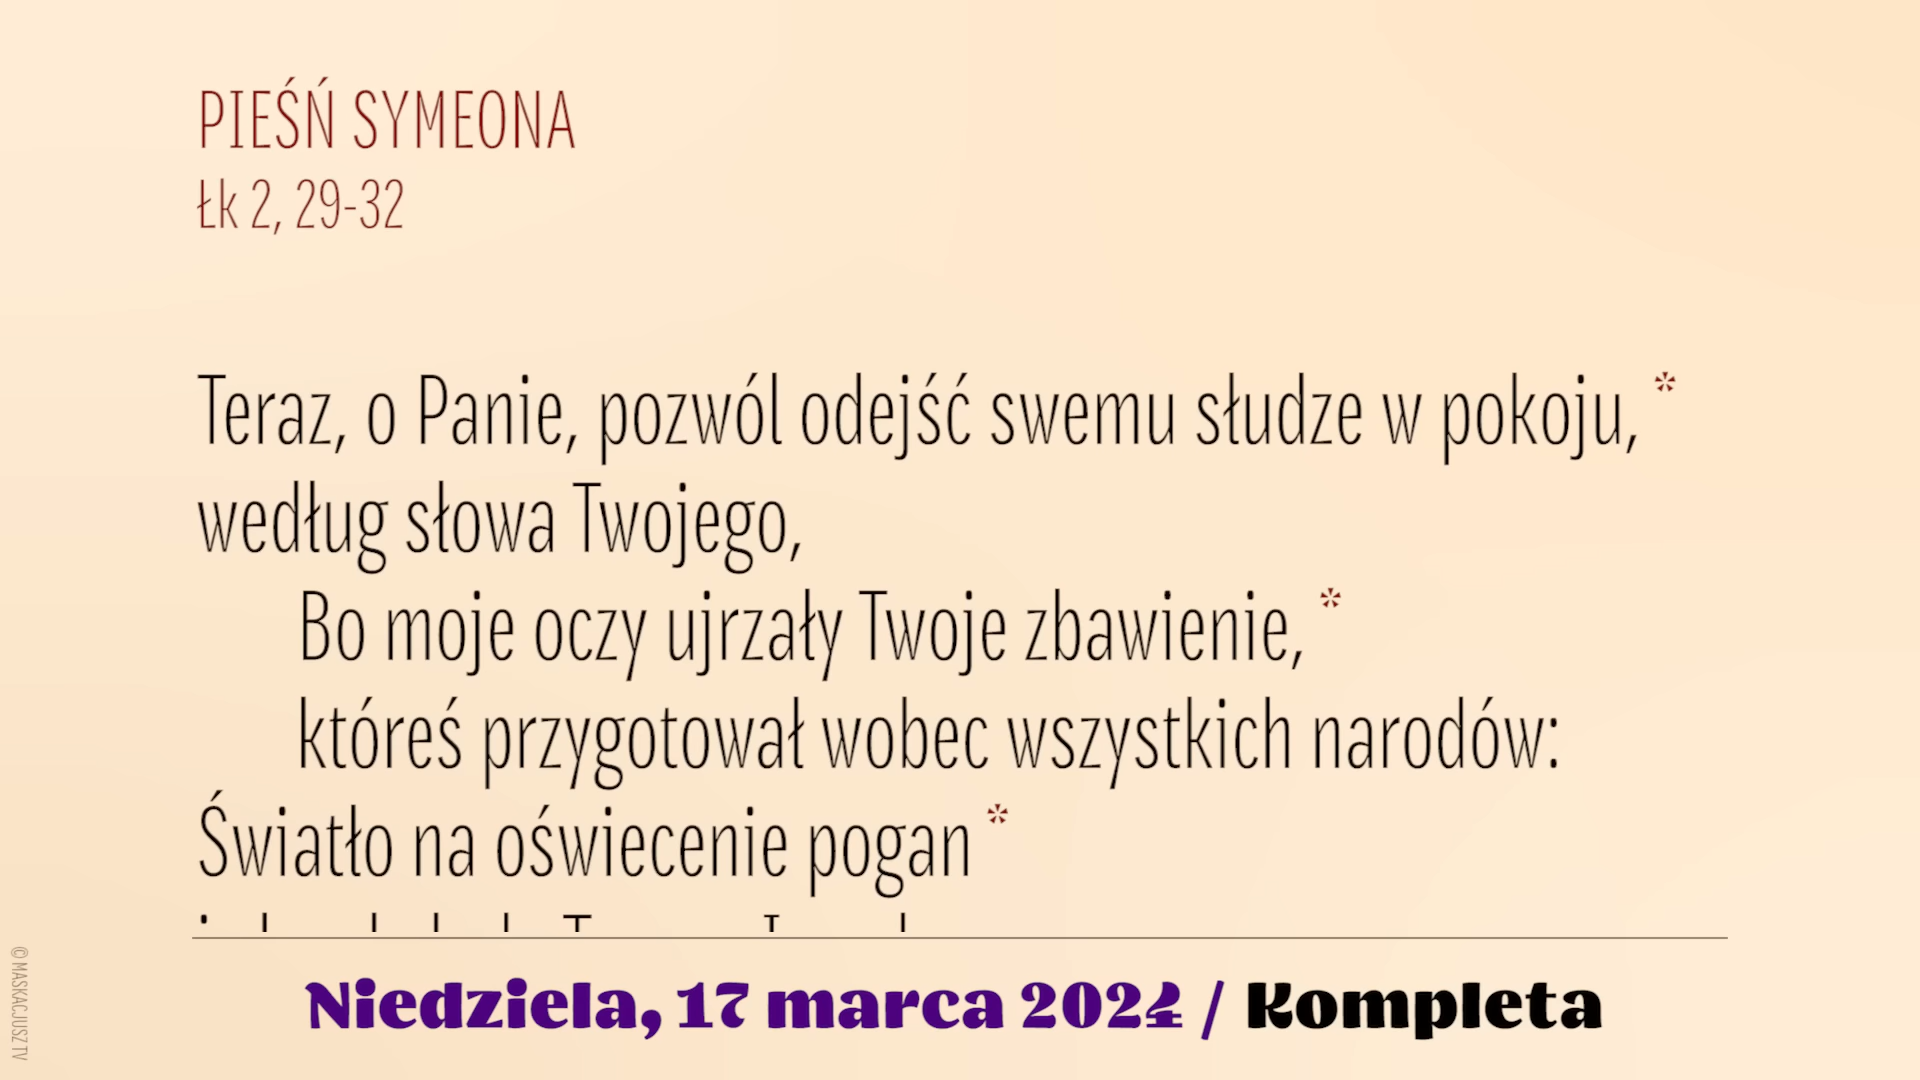 PIEŚŃ SYMEONA
Łk 2, 29-32
Teraz, o Panie, pozwól odejść swemu słudze w pokoju, *
według słowa Twojego,
Bo moje oczy ujrzały Twoje zbawienie, *
któreś przygotował wobec wszystkich narodów:
Światło na oświecenie pogan *
Niedziela, 17 marca 2024 / Kompleta
© MASKACJUSZ TV